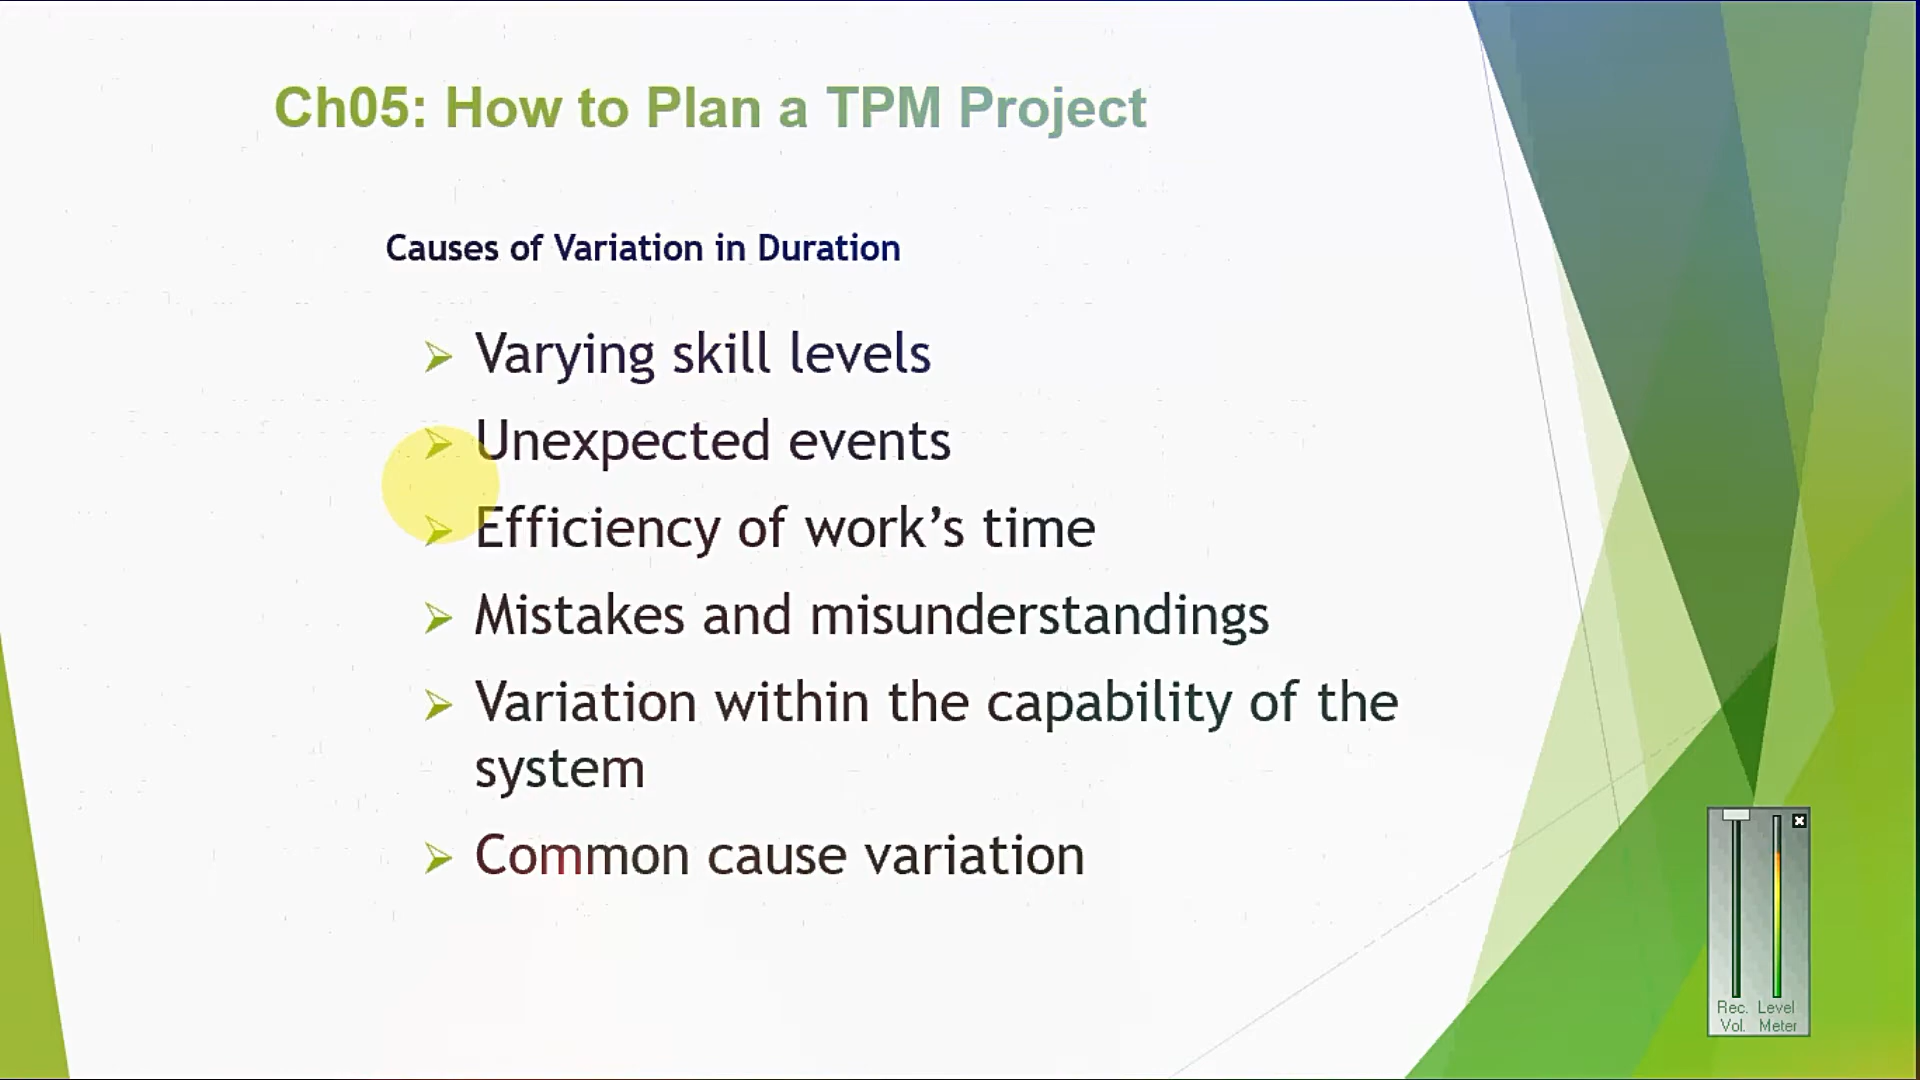 Ch05: How to Plan a TPM Project
Causes of Variation in Duration
Varying skill levels
Unexpected events
Efficiency of work’s time
Mistakes and misunderstandings
Variation within the capability of the
system
Common cause variation
Rec. Level
Vol. Meter